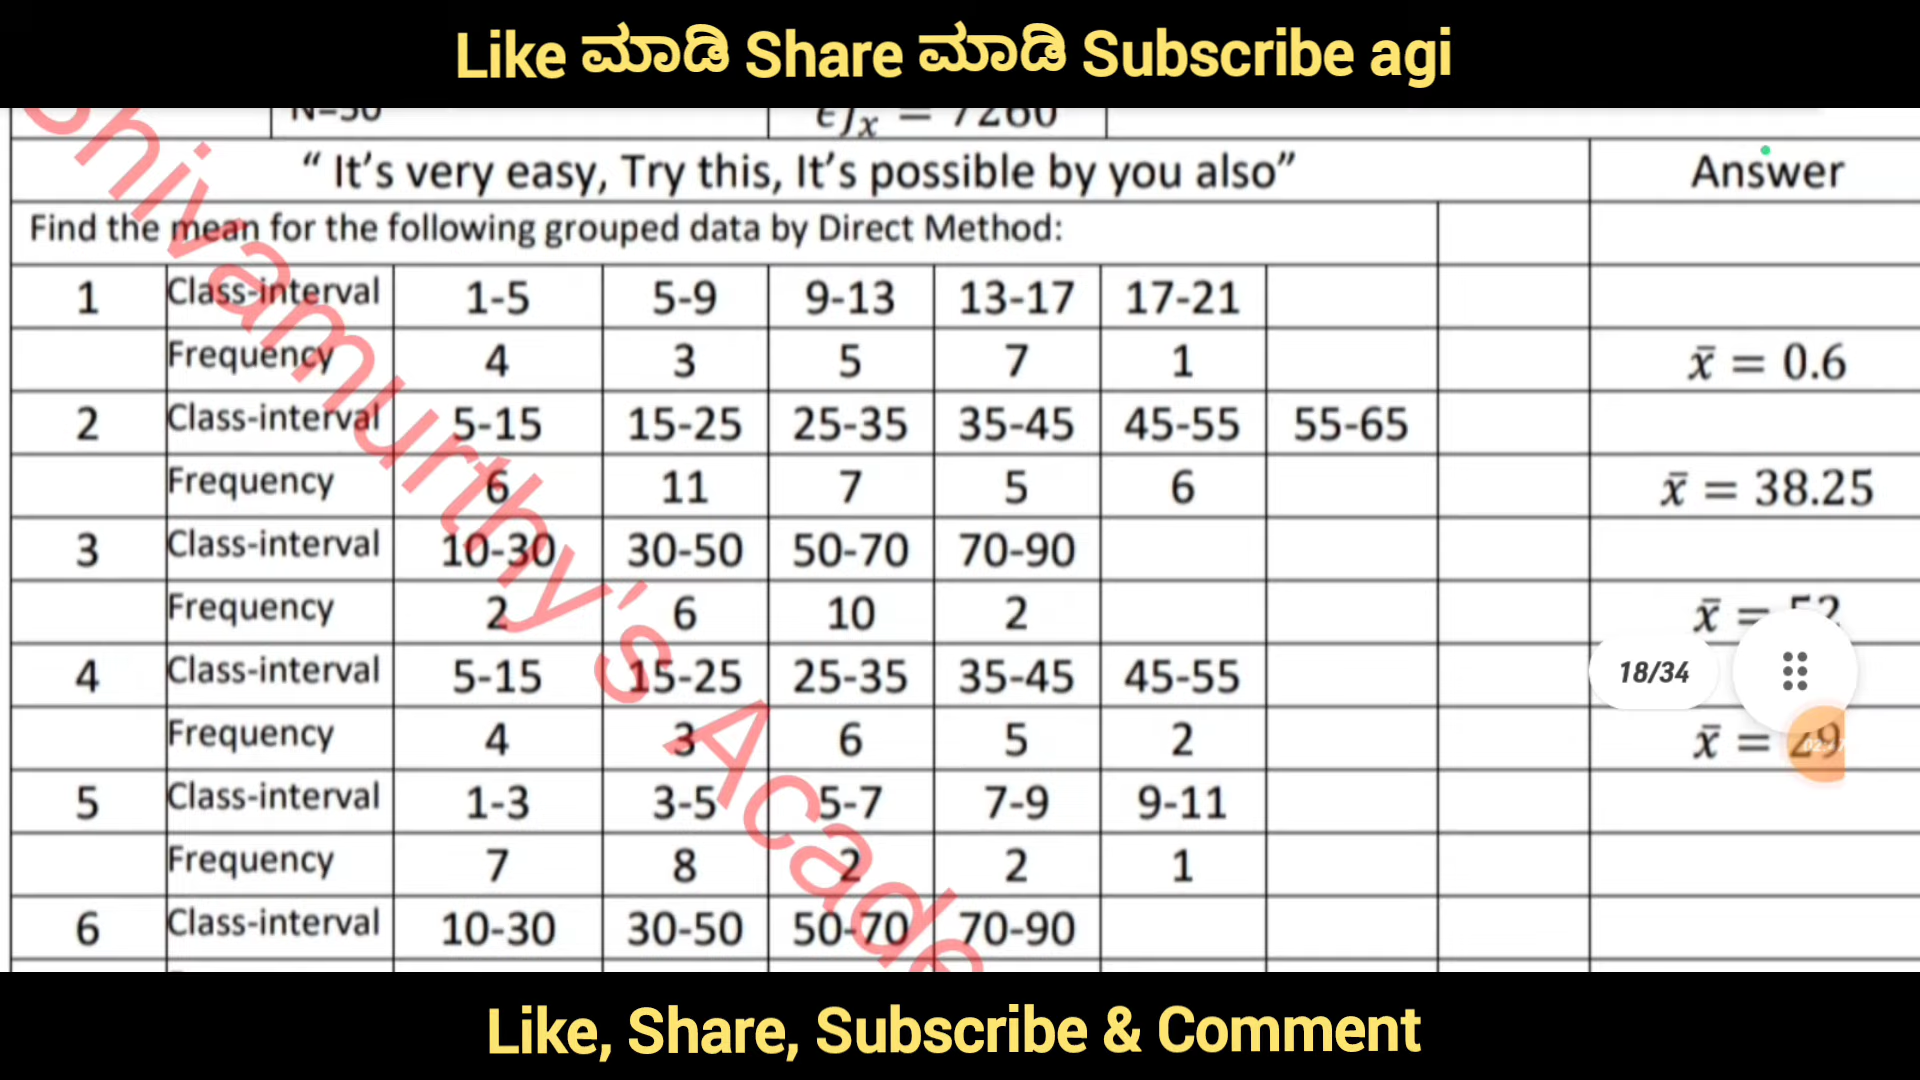 Like ಮಾಡಿ Share ಮಾಡಿ Subscribe agi
“ It’s very easy, Try this, It’s possible by you also” Answer
Find the mean for the following grouped data by Direct Method:
1 Class-interval 1-5 5-9 9-13 13-17 17-21
Frequency 4 3 5 7 1 x̄ = 0.6
2 Class-interval 5-15 15-25 25-35 35-45 45-55 55-65
Frequency 6 11 7 5 6 x̄ = 38.25
3 Class-interval 10-30 30-50 50-70 70-90
Frequency 2 6 10 2 x̄ = 52
4 Class-interval 5-15 15-25 25-35 35-45 45-55
18/34
Frequency 4 3 6 5 2 x̄ = 29
5 Class-interval 1-3 3-5 5-7 7-9 9-11
Frequency 7 8 2 2 1
6 Class-interval 10-30 30-50 50-70 70-90
Shivamurthy's Acade
Like, Share, Subscribe & Comment